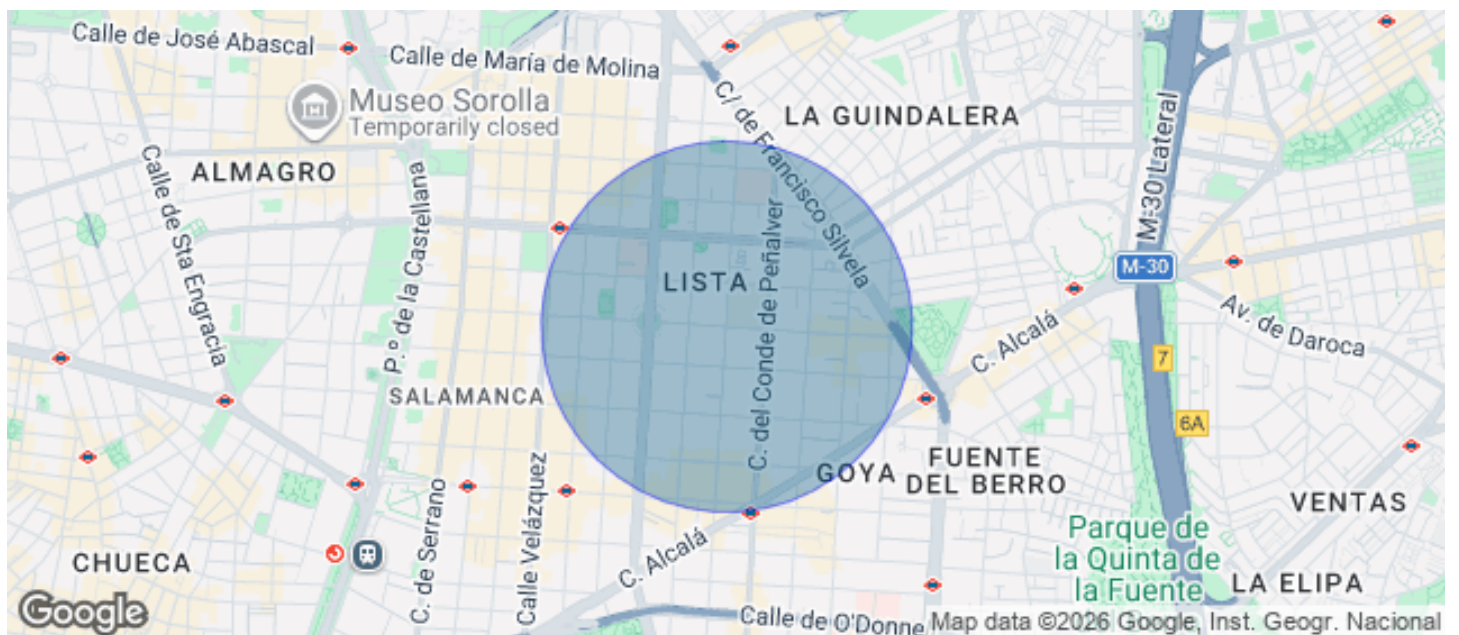 Calle de José Abascal
Calle de María de Molina
C/ de Francisco Silvela
LA GUINDALERA
M-30 Lateral
Museo Sorolla
Temporarily closed
ALMAGRO
Calle de Sta Engracia
P.º de la Castellana
C. del Conde de Peñalver
LISTA
M-30
Av. de Daroca
C. Alcalá
7
SALAMANCA
6A
GOYA
FUENTE
DEL BERRO
VENTAS
C. de Serrano
Calle Velázquez
C. Alcalá
Parque de
la Quinta de
la Fuente
CHUECA
LA ELIPA
Google
Calle de O'Donne
Map data ©2026 Google, Inst. Geogr. Nacional